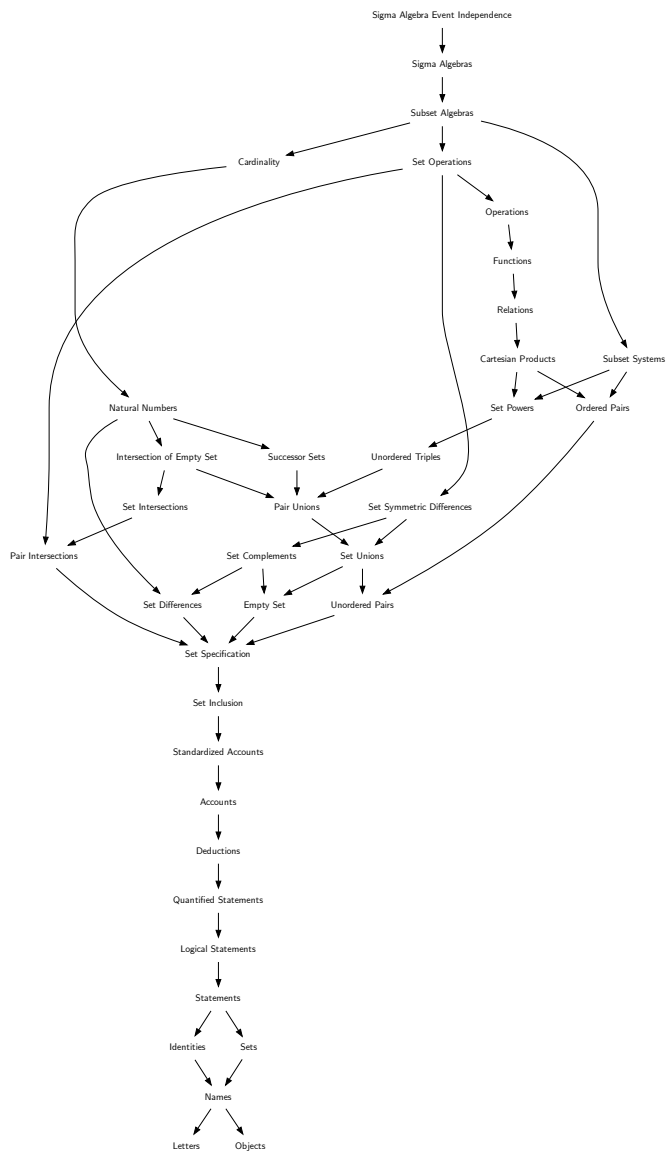 Sigma Algebra Event Independence
Sigma Algebras
Subset Algebras
Cardinality
Set Operations
Operations
Functions
Relations
Cartesian Products
Subset Systems
Natural Numbers
Set Powers
Ordered Pairs
Intersection of Empty Set
Successor Sets
Unordered Triples
Set Intersections
Pair Unions
Set Symmetric Differences
Pair Intersections
Set Complements
Set Unions
Set Differences
Empty Set
Unordered Pairs
Set Specification
Set Inclusion
Standardized Accounts
Accounts
Deductions
Quantified Statements
Logical Statements
Statements
Identities
Sets
Names
Letters
Objects